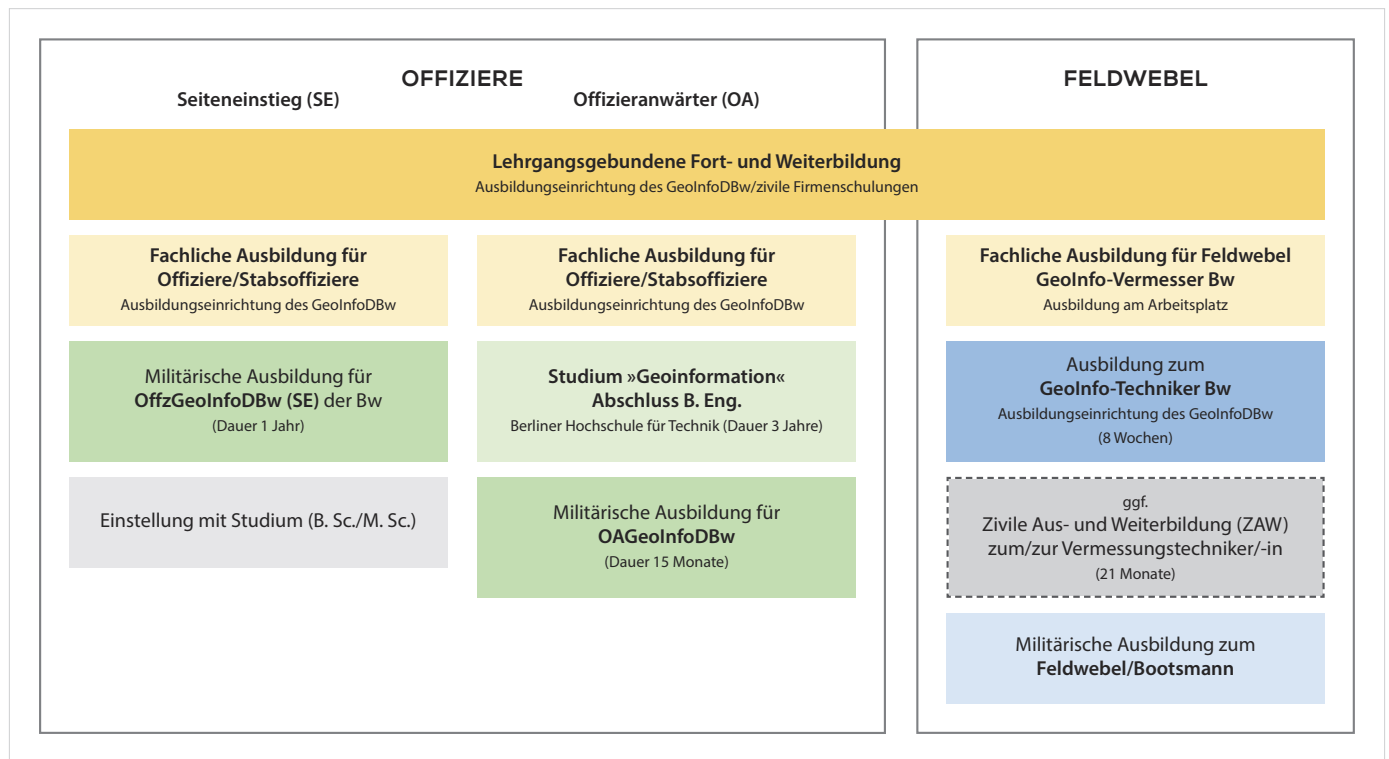 OFFIZIERE
Seiteneinstieg (SE)
Offizieranwärter (OA)
FELDWEBEL
Lehrgangsgebundene Fort- und Weiterbildung
Ausbildungseinrichtung des GeoInfoDBw/zivile Firmenschulungen
Fachliche Ausbildung für
Offiziere/Stabsoffiziere
Ausbildungseinrichtung des GeoInfoDBw
Militärische Ausbildung für
OffzGeoInfoDBw (SE) der Bw
(Dauer 1 Jahr)
Einstellung mit Studium (B. Sc./M. Sc.)
Fachliche Ausbildung für
Offiziere/Stabsoffiziere
Ausbildungseinrichtung des GeoInfoDBw
Studium »Geoinformation«
Abschluss B. Eng.
Berliner Hochschule für Technik (Dauer 3 Jahre)
Militärische Ausbildung für
OAGeoInfoDBw
(Dauer 15 Monate)
Fachliche Ausbildung für Feldwebel
GeoInfo-Vermesser Bw
Ausbildung am Arbeitsplatz
Ausbildung zum
GeoInfo-Techniker Bw
Ausbildungseinrichtung des GeoInfoDBw
(8 Wochen)
ggf.
Zivile Aus- und Weiterbildung (ZAW)
zum/zur Vermessungstechniker/-in
(21 Monate)
Militärische Ausbildung zum
Feldwebel/Bootsmann